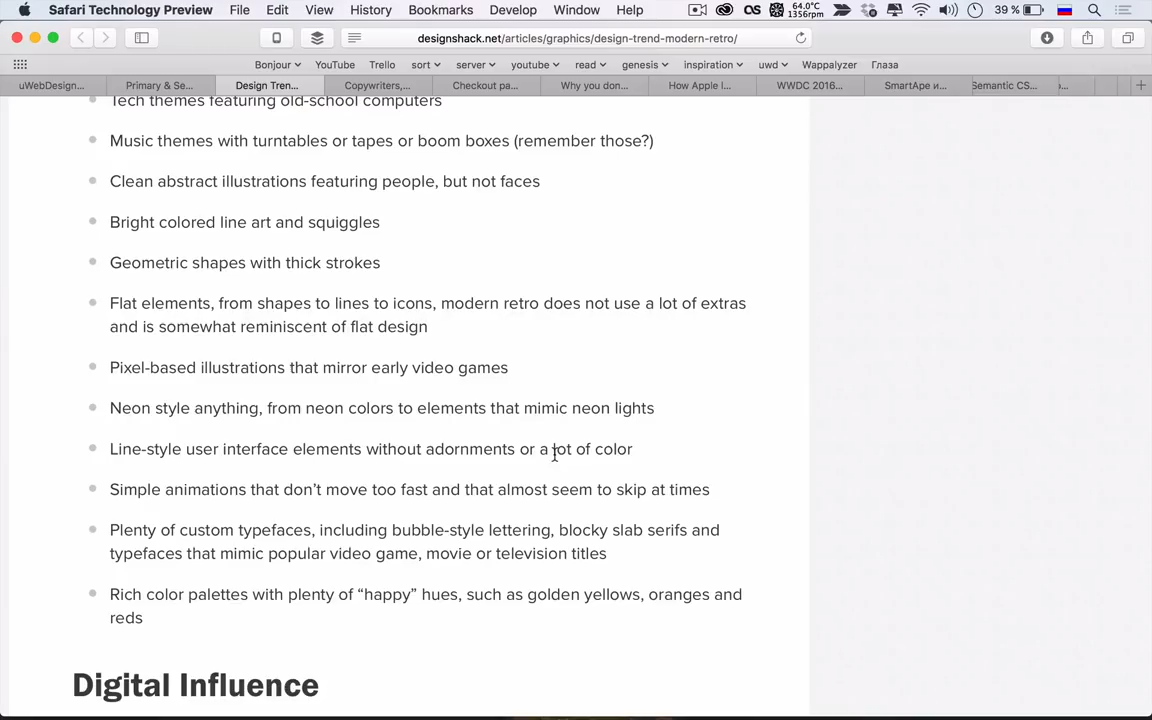 Safari Technology Preview File Edit View History Bookmarks Develop Window Help 64.0°C 1356rpm 39 %
designshack.net/articles/graphics/design-trend-modern-retro/
Bonjour YouTube Trello sort server youtube read genesis inspiration uwd Wappalyzer Глаза
uWebDesign... Primary & Se... Design Tren... Copywriters,... Checkout pa... Why you don... How Apple I... WWDC 2016... SmartApe и... Semantic CS...
Tech themes featuring old-school computers
Music themes with turntables or tapes or boom boxes (remember those?)
Clean abstract illustrations featuring people, but not faces
Bright colored line art and squiggles
Geometric shapes with thick strokes
Flat elements, from shapes to lines to icons, modern retro does not use a lot of extras
and is somewhat reminiscent of flat design
Pixel-based illustrations that mirror early video games
Neon style anything, from neon colors to elements that mimic neon lights
Line-style user interface elements without adornments or a lot of color
Simple animations that don’t move too fast and that almost seem to skip at times
Plenty of custom typefaces, including bubble-style lettering, blocky slab serifs and
typefaces that mimic popular video game, movie or television titles
Rich color palettes with plenty of “happy” hues, such as golden yellows, oranges and
reds
Digital Influence